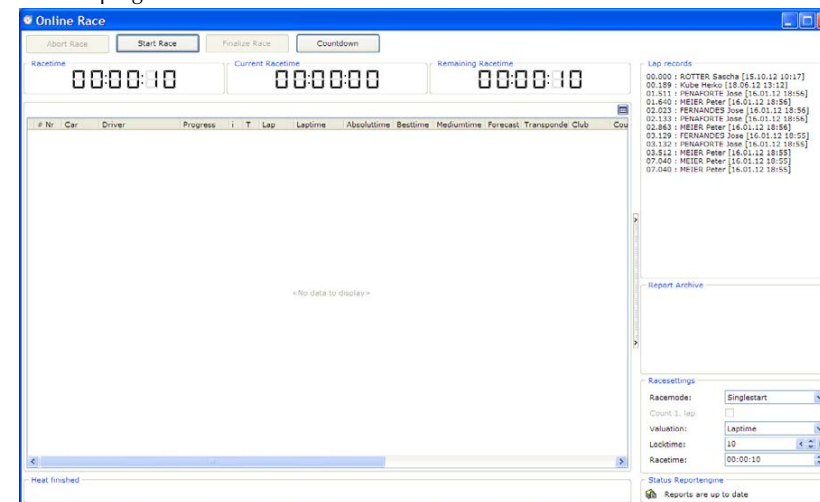 Online Race
Abort Race Start Race Finalize Race Countdown
Racetime Current Racetime Remaining Racetime Lap records
00:00:10 00:00:00 00:00:10
00.000 : ROTTER Sascha [15.10.12 10:17]
00.189 : Kube Heiko [18.06.12 13:12]
01.511 : PENAFORTE Jose [16.01.12 18:56]
01.640 : MEIER Peter [16.01.12 18:56]
02.023 : FERNANDES Jose [16.01.12 18:56]
02.133 : PENAFORTE Jose [16.01.12 18:56]
02.863 : MEIER Peter [16.01.12 18:56]
03.129 : FERNANDES Jose [16.01.12 18:55]
03.132 : PENAFORTE Jose [16.01.12 18:55]
03.512 : MEIER Peter [16.01.12 18:55]
07.040 : MEIER Peter [16.01.12 18:55]
07.040 : MEIER Peter [16.01.12 18:55]
# Nr Car Driver Progress i T Lap Laptime Absoluttime Besttime Mediumtime Forecast Transponde Club Cou
<No data to display>
Report Archive
Racesettings
Racemode: Singlestart
Count 1. lap
Valuation: Laptime
Locktime: 10
Racetime: 00:00:10
Heat finished Status Reportengine
Reports are up to date